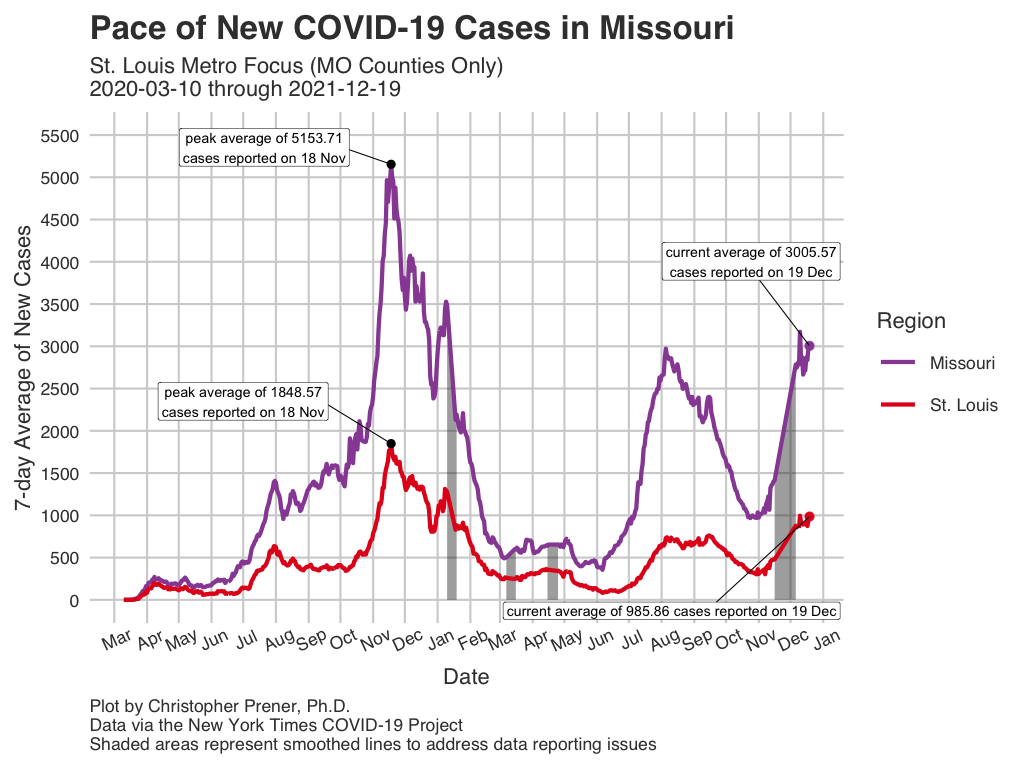 Pace of New COVID-19 Cases in Missouri
St. Louis Metro Focus (MO Counties Only)
2020-03-10 through 2021-12-19
7-day Average of New Cases
5500
5000
4500
4000
3500
3000
2500
2000
1500
1000
500
0
peak average of 5153.71
cases reported on 18 Nov
current average of 3005.57
cases reported on 19 Dec
peak average of 1848.57
cases reported on 18 Nov
current average of 985.86 cases reported on 19 Dec
Region
Missouri
St. Louis
Mar Apr May Jun Jul Aug Sep Oct Nov Dec Jan Feb Mar Apr May Jun Jul Aug Sep Oct Nov Dec Jan
Date
Plot by Christopher Prener, Ph.D.
Data via the New York Times COVID-19 Project
Shaded areas represent smoothed lines to address data reporting issues